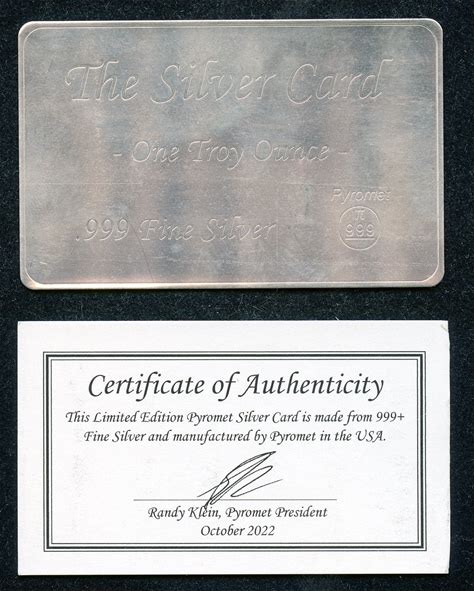 The Silver Card
- One Troy Ounce -
Pyromet
.999 Fine Silver
999
Certificate of Authenticity
This Limited Edition Pyromet Silver Card is made from 999+
Fine Silver and manufactured by Pyromet in the USA.
Randy Klein, Pyromet President
October 2022